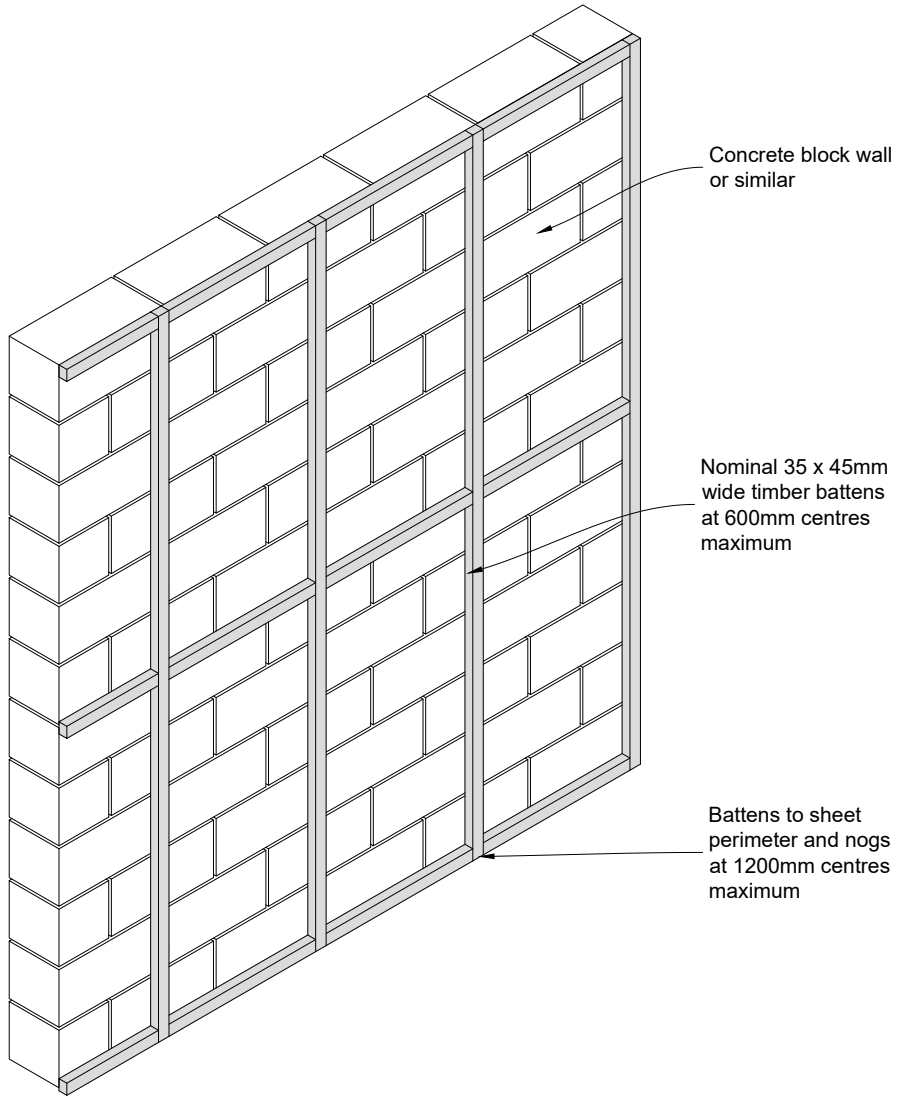 Concrete block wall
or similar
Nominal 35 x 45mm
wide timber battens
at 600mm centres
maximum
Battens to sheet
perimeter and nogs
at 1200mm centres
maximum